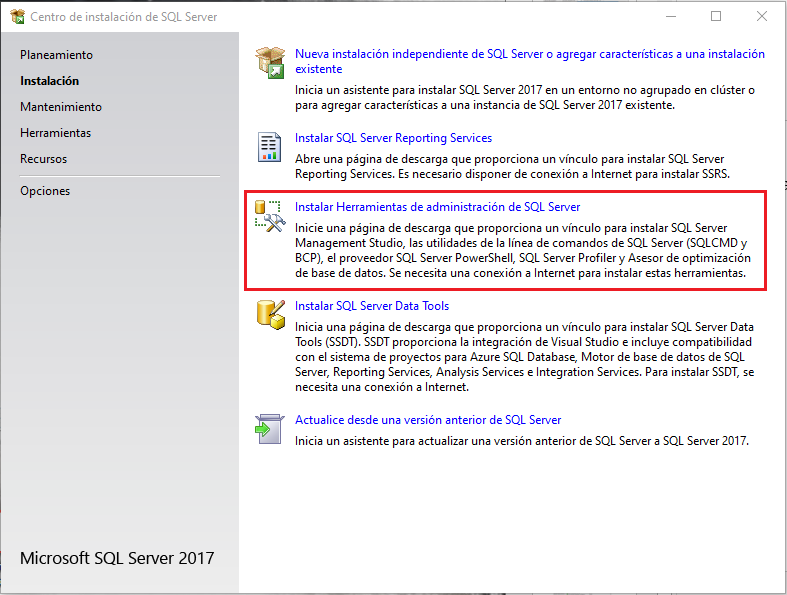 Centro de instalación de SQL Server
Planeamiento
Instalación
Mantenimiento
Herramientas
Recursos
Opciones
Nueva instalación independiente de SQL Server o agregar características a una instalación
existente
Inicia un asistente para instalar SQL Server 2017 en un entorno no agrupado en clúster o
para agregar características a una instancia de SQL Server 2017 existente.
Instalar SQL Server Reporting Services
Abre una página de descarga que proporciona un vínculo para instalar SQL Server
Reporting Services. Es necesario disponer de conexión a Internet para instalar SSRS.
Instalar Herramientas de administración de SQL Server
Inicie una página de descarga que proporciona un vínculo para instalar SQL Server
Management Studio, las utilidades de la línea de comandos de SQL Server (SQLCMD y
BCP), el proveedor SQL Server PowerShell, SQL Server Profiler y Asesor de optimización
de base de datos. Se necesita una conexión a Internet para instalar estas herramientas.
Instalar SQL Server Data Tools
Inicia una página de descarga que proporciona un vínculo para instalar SQL Server Data
Tools (SSDT). SSDT proporciona la integración de Visual Studio e incluye compatibilidad
con el sistema de proyectos para Azure SQL Database, Motor de base de datos de SQL
Server, Reporting Services, Analysis Services e Integration Services. Para instalar SSDT, se
necesita una conexión a Internet.
Actualice desde una versión anterior de SQL Server
Inicia un asistente para actualizar una versión anterior de SQL Server a SQL Server 2017.
Microsoft SQL Server 2017